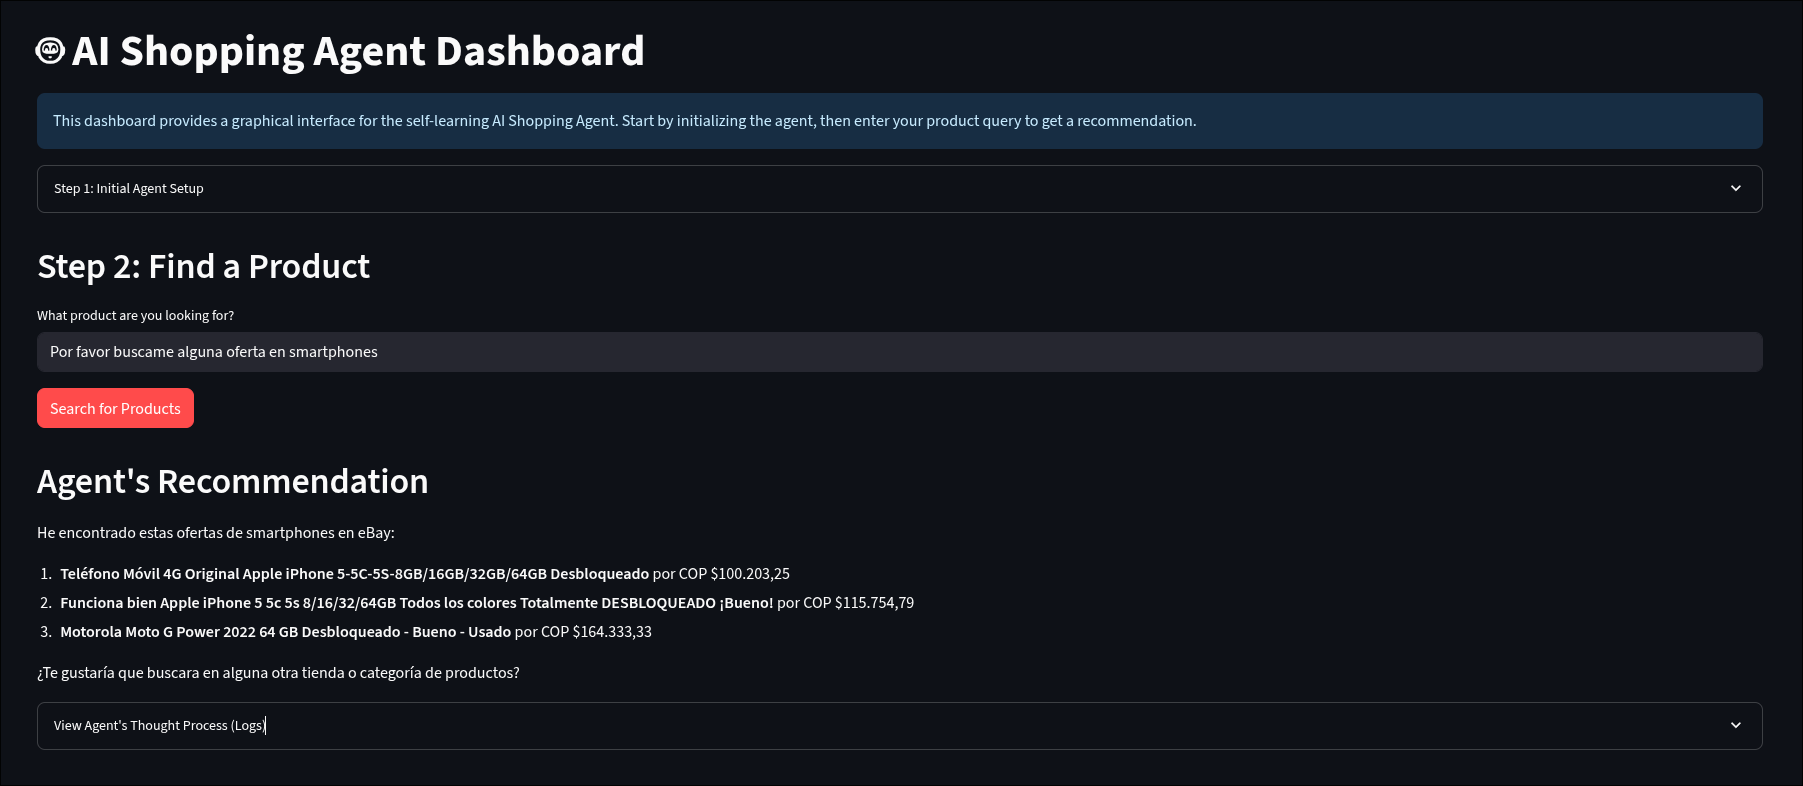 AI Shopping Agent Dashboard
This dashboard provides a graphical interface for the self-learning AI Shopping Agent. Start by initializing the agent, then enter your product query to get a recommendation.
Step 1: Initial Agent Setup
Step 2: Find a Product
What product are you looking for?
Por favor buscame alguna oferta en smartphones
Search for Products
Agent's Recommendation
He encontrado estas ofertas de smartphones en eBay:
1. Teléfono Móvil 4G Original Apple iPhone 5-5C-5S-8GB/16GB/32GB/64GB Desbloqueado por COP $100.203,25
2. Funciona bien Apple iPhone 5 5c 5s 8/16/32/64GB Todos los colores Totalmente DESBLOQUEADO ¡Bueno! por COP $115.754,79
3. Motorola Moto G Power 2022 64 GB Desbloqueado - Bueno - Usado por COP $164.333,33
¿Te gustaría que buscara en alguna otra tienda o categoría de productos?
View Agent's Thought Process (Logs)